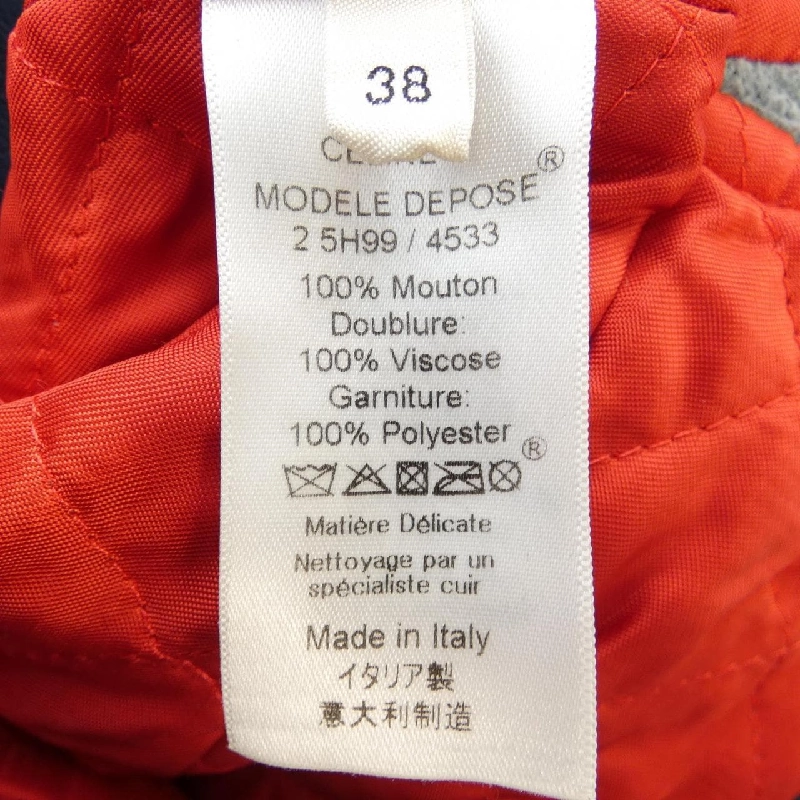 38
MODELE DEPOSE ®
2 5H99 / 4533
100% Mouton
Doublure:
100% Viscose
Garniture:
100% Polyester
®
Matière Délicate
Nettoyage par un
spécialiste cuir
Made in Italy
イタリア製
意大利制造